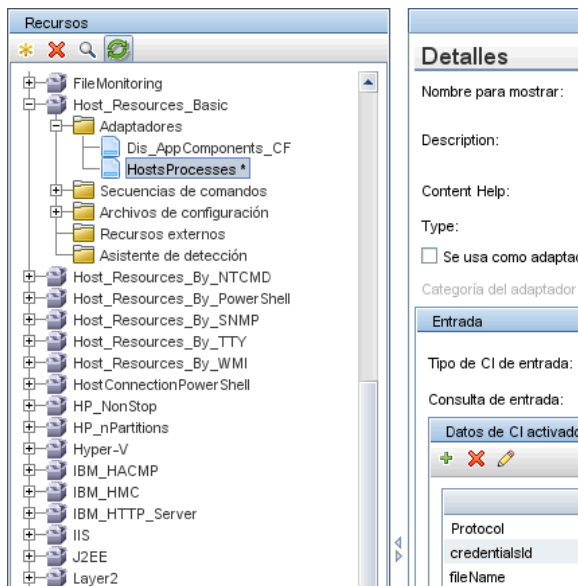 Recursos
FileMonitoring
Host_Resources_Basic
Adaptadores
Dis_AppComponents_CF
HostsProcesses *
Secuencias de comandos
Archivos de configuración
Recursos externos
Asistente de detección
Host_Resources_By_NTCMD
Host_Resources_By_PowerShell
Host_Resources_By_SNMP
Host_Resources_By_TTY
Host_Resources_By_WMI
HostConnectionPowerShell
HP_NonStop
HP_nPartitions
Hyper-V
IBM_HACMP
IBM_HMC
IBM_HTTP_Server
IIS
J2EE
Layer2
Detalles
Nombre para mostrar:
Description:
Content Help:
Type:
Se usa como adaptad
Categoría del adaptador
Entrada
Tipo de CI de entrada:
Consulta de entrada:
Datos de CI activado
Protocol
credentialsId
fileName